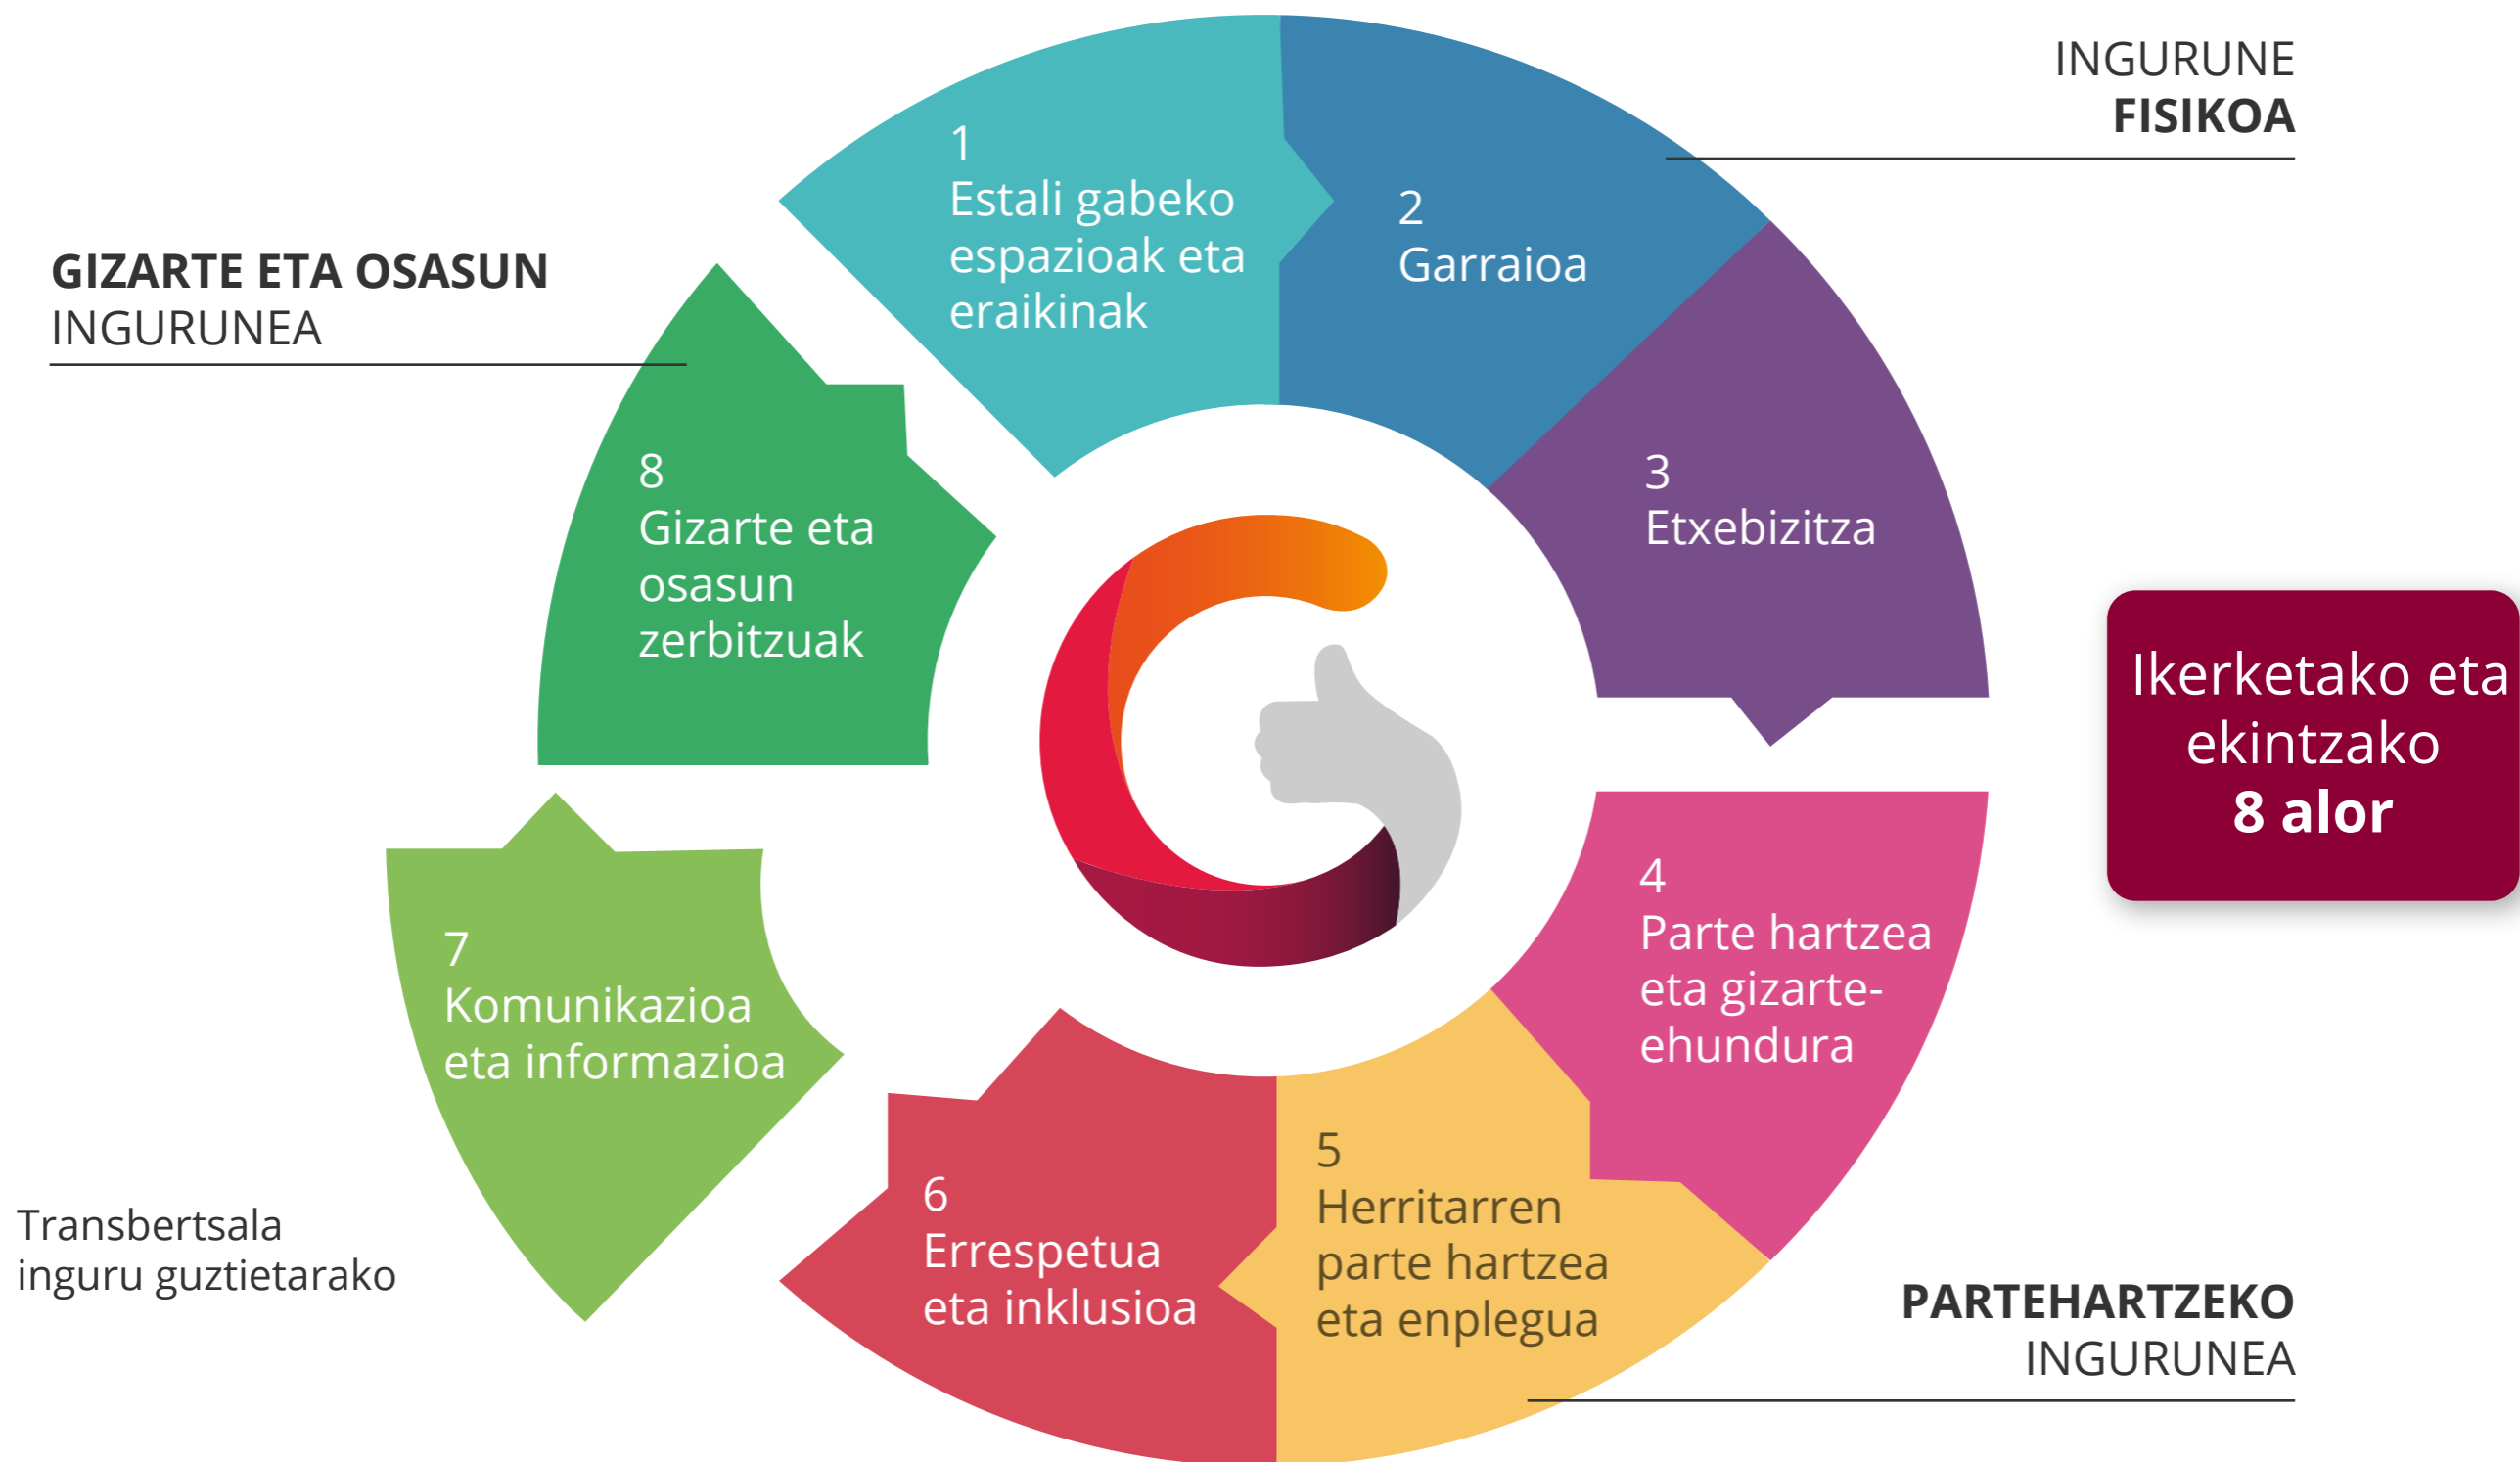 INGURUNE
FISIKOA
1
Estali gabeko
espazioak eta
eraikinak
2
Garraioa
3
Etxebizitza
GIZARTE ETA OSASUN
INGURUNEA
8
Gizarte eta
osasun
zerbitzuak
Ikerketako eta
ekintzako
8 alor
4
Parte hartzea
eta gizarte-
ehundura
7
Komunikazioa
eta informazioa
5
Herritarren
parte hartzea
eta enplegua
6
Errespetua
eta inklusioa
Transbertsala
inguru guztietarako
PARTEHARTZEKO
INGURUNEA